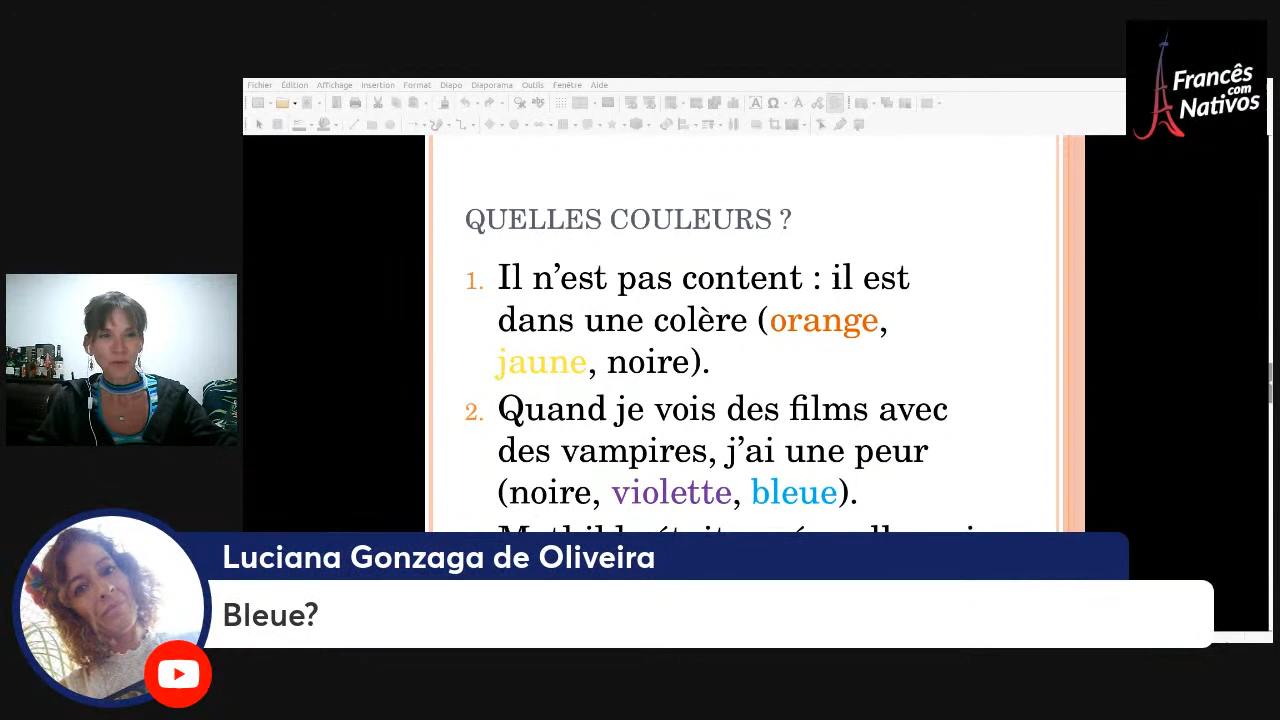 Francês
com
Nativos
Fichier Édition Affichage Insertion Format Diapo Diaporama Outils Fenêtre Aide
QUELLES COULEURS ?
1. Il n’est pas content : il est
dans une colère (orange,
jaune, noire).
2. Quand je vois des films avec
des vampires, j’ai une peur
(noire, violette, bleue).
Luciana Gonzaga de Oliveira
Bleue?